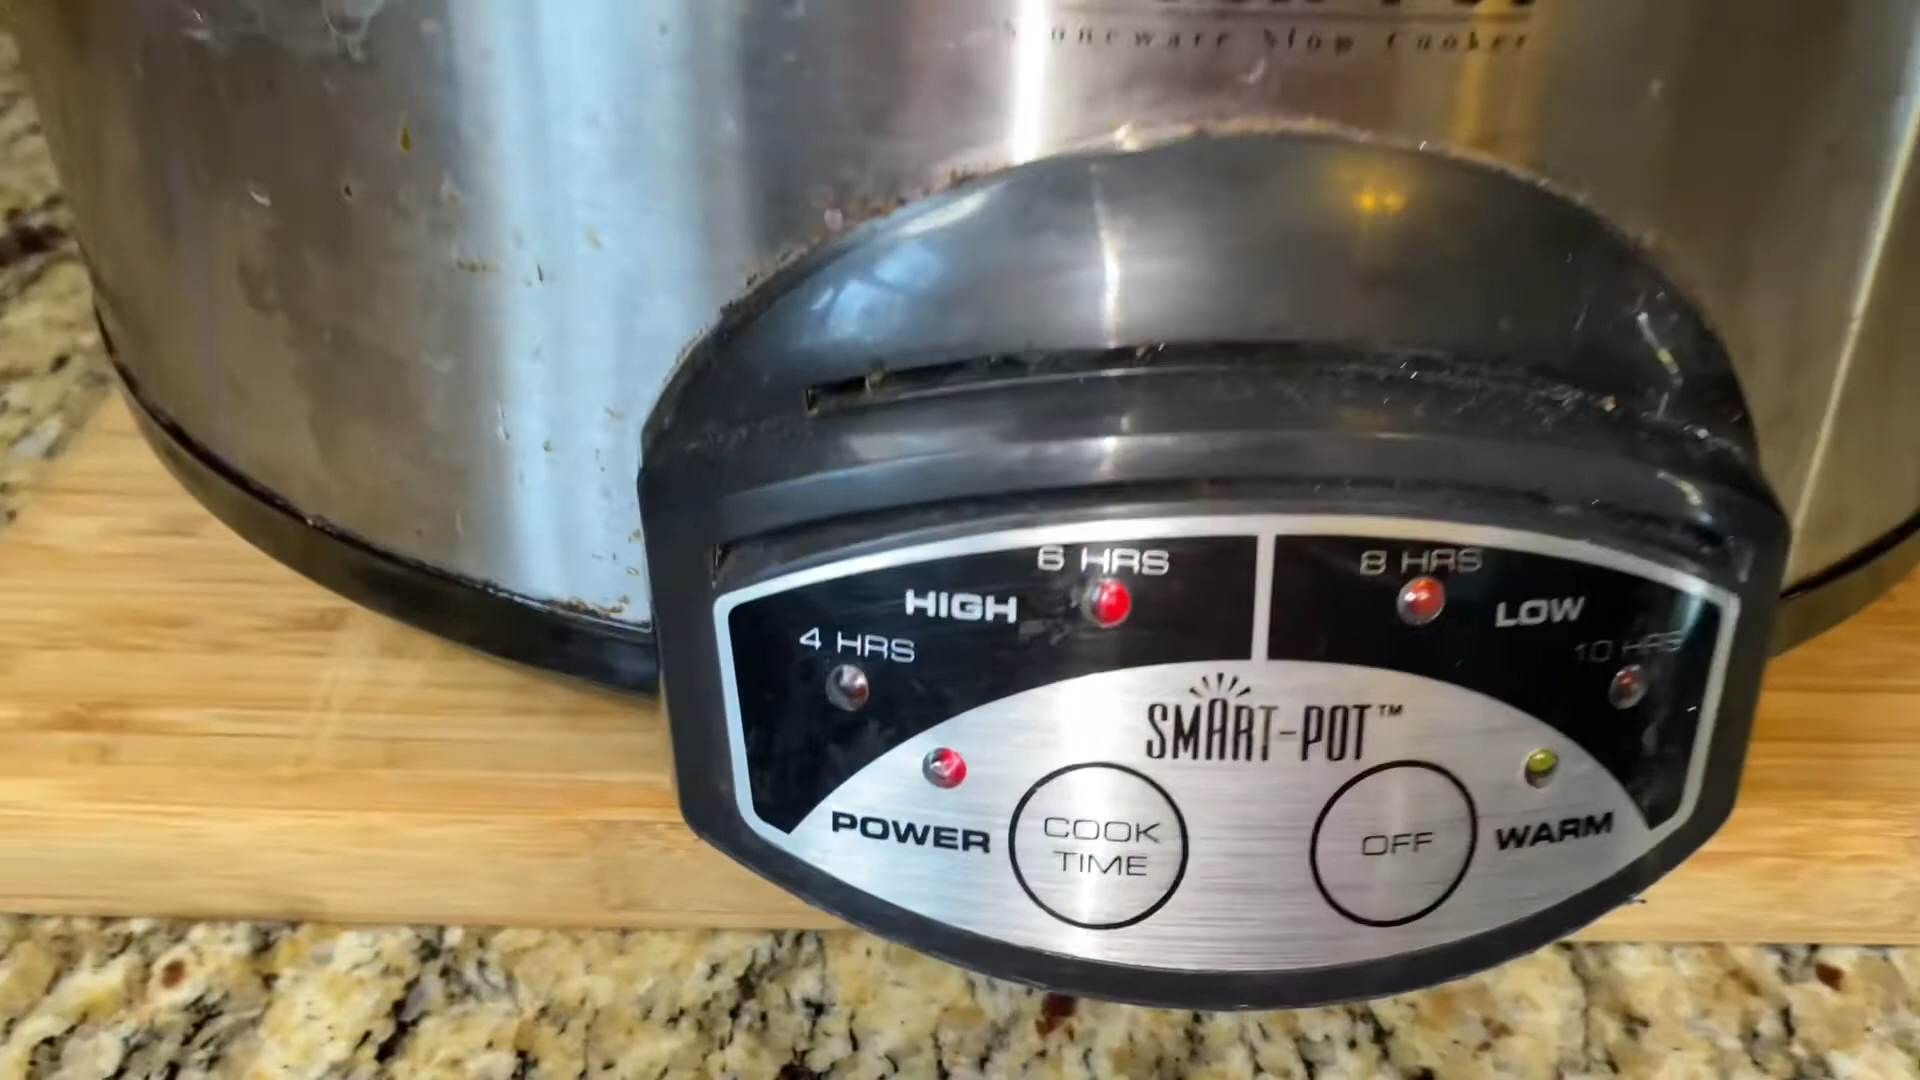 Stoneware Slow Cooker
6 HRS
8 HRS
HIGH
LOW
4 HRS
10 HRS
SMART-POT™
POWER
COOK
TIME
OFF
WARM